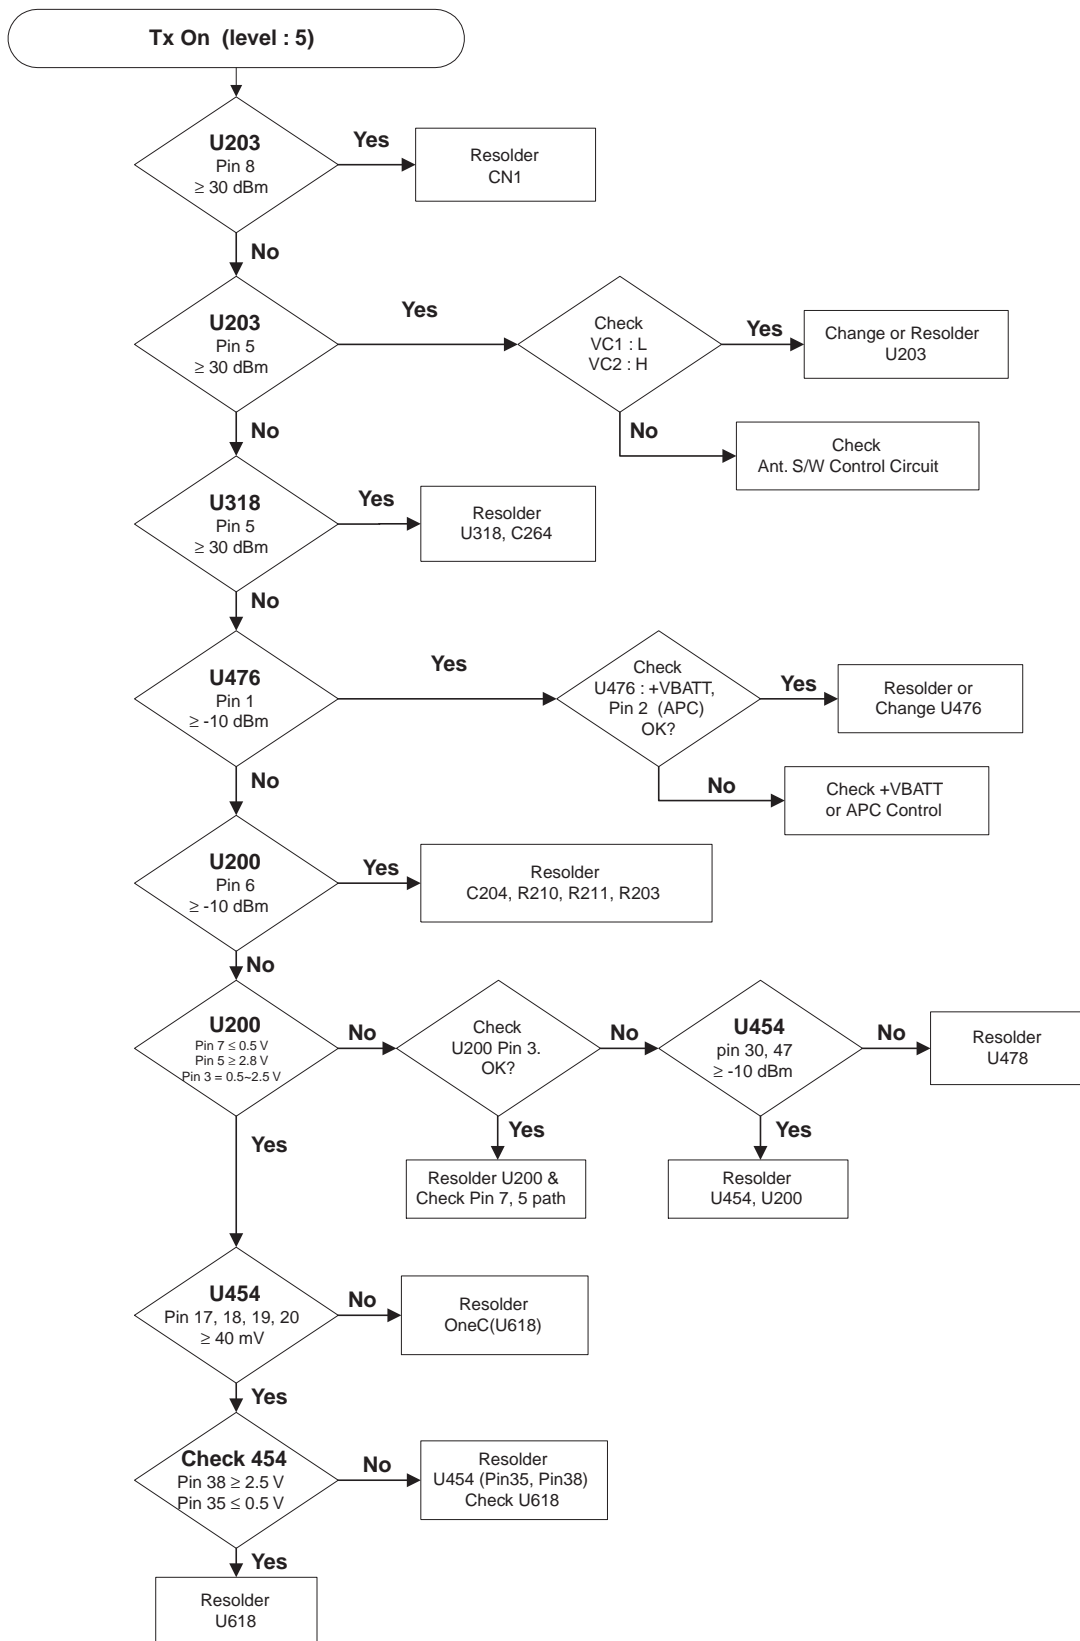 Tx On (level : 5)
U203
Pin 8
≥ 30 dBm
Yes
Resolder
CN1
No
U203
Pin 5
≥ 30 dBm
Yes
Check
VC1 : L
VC2 : H
Yes
Change or Resolder
U203
No
Check
Ant. S/W Control Circuit
No
U318
Pin 5
≥ 30 dBm
Yes
Resolder
U318, C264
No
U476
Pin 1
≥ -10 dBm
Yes
Check
U476 : +VBATT,
Pin 2 (APC)
OK?
Yes
Resolder or
Change U476
No
Check +VBATT
or APC Control
No
U200
Pin 6
≥ -10 dBm
Yes
Resolder
C204, R210, R211, R203
No
U200
Pin 7 ≤ 0.5 V
Pin 5 ≥ 2.8 V
Pin 3 = 0.5~2.5 V
No
Check
U200 Pin 3.
OK?
No
U454
pin 30, 47
≥ -10 dBm
No
Resolder
U478
Yes
Resolder U200 &
Check Pin 7, 5 path
Yes
Resolder
U454, U200
Yes
U454
Pin 17, 18, 19, 20
≥ 40 mV
No
Resolder
OneC(U618)
Yes
Check 454
Pin 38 ≥ 2.5 V
Pin 35 ≤ 0.5 V
No
Resolder
U454 (Pin35, Pin38)
Check U618
Yes
Resolder
U618